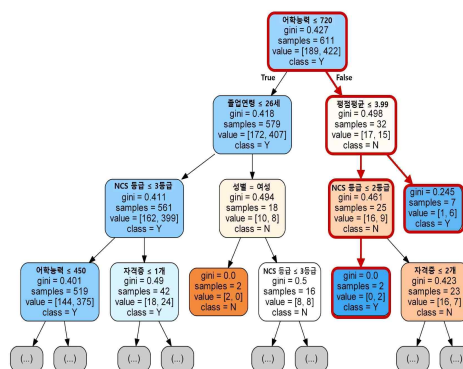 어학능력 ≤ 720
gini = 0.427
samples = 611
value = [189, 422]
class = Y
True
False
졸업연령 ≤ 26세
gini = 0.418
samples = 579
value = [172, 407]
class = Y
평점평균 ≤ 3.99
gini = 0.498
samples = 32
value = [17, 15]
class = N
NCS 등급 ≤ 3등급
gini = 0.411
samples = 561
value = [162, 399]
class = Y
성별 = 여성
gini = 0.494
samples = 18
value = [10, 8]
class = N
NCS 등급 ≤ 2등급
gini = 0.461
samples = 25
value = [16, 9]
class = N
gini = 0.245
samples = 7
value = [1, 6]
class = Y
어학능력 ≤ 450
gini = 0.401
samples = 519
value = [144, 375]
class = Y
자격증 ≤ 1개
gini = 0.49
samples = 42
value = [18, 24]
class = Y
gini = 0.0
samples = 2
value = [2, 0]
class = N
NCS 등급 ≤ 3등급
gini = 0.5
samples = 16
value = [8, 8]
class = N
gini = 0.0
samples = 2
value = [0, 2]
class = Y
자격증 ≤ 2개
gini = 0.423
samples = 23
value = [16, 7]
class = N
(...)
(...)
(...)
(...)
(...)
(...)
(...)
(...)